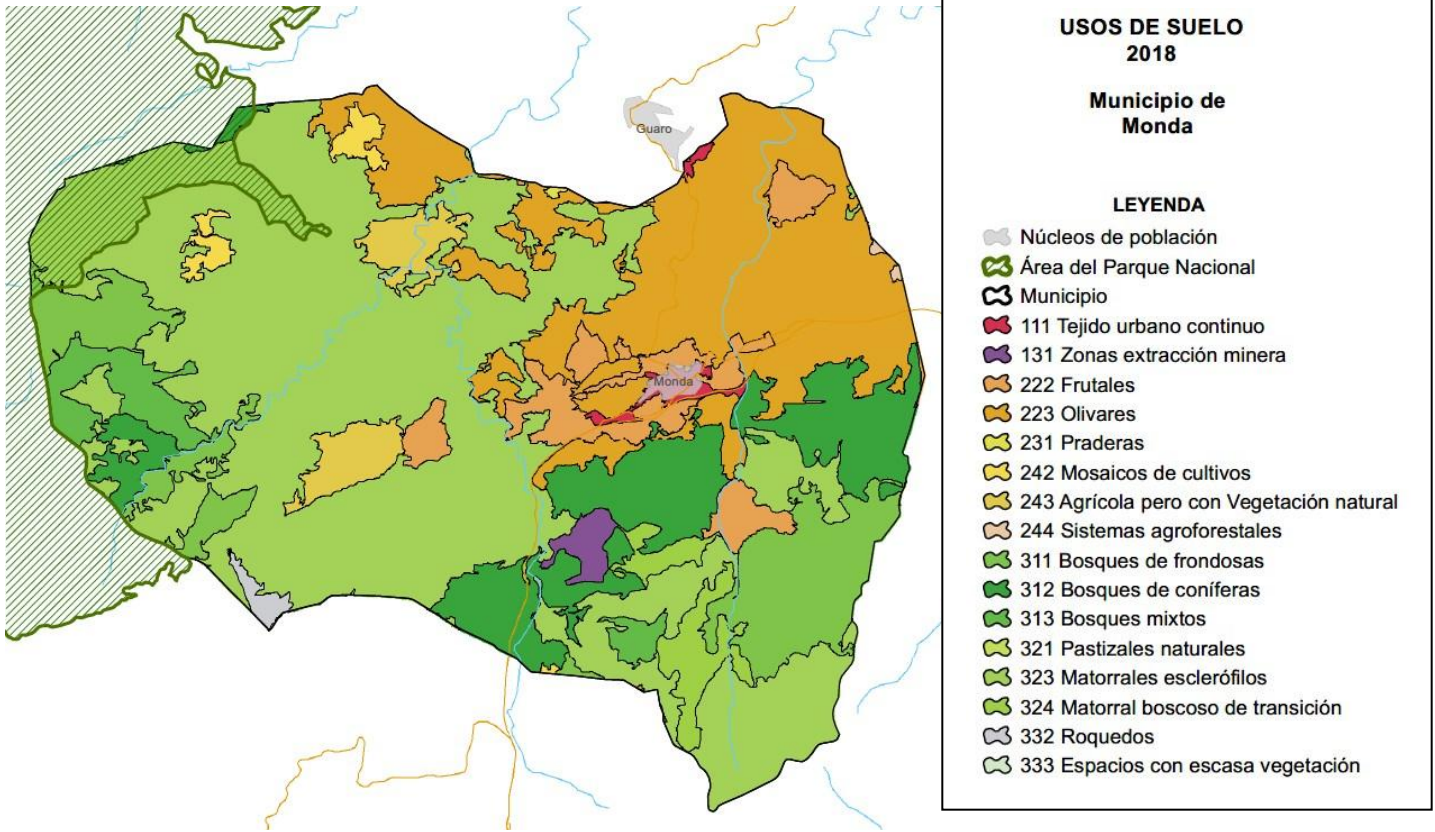 USOS DE SUELO
2018
Municipio de
Monda
LEYENDA
Núcleos de población
Área del Parque Nacional
Municipio
111 Tejido urbano continuo
131 Zonas extracción minera
222 Frutales
223 Olivares
231 Praderas
242 Mosaicos de cultivos
243 Agrícola pero con Vegetación natural
244 Sistemas agroforestales
311 Bosques de frondosas
312 Bosques de coníferas
313 Bosques mixtos
321 Pastizales naturales
323 Matorrales esclerófilos
324 Matorral boscoso de transición
332 Roquedos
333 Espacios con escasa vegetación
Guaro
Monda